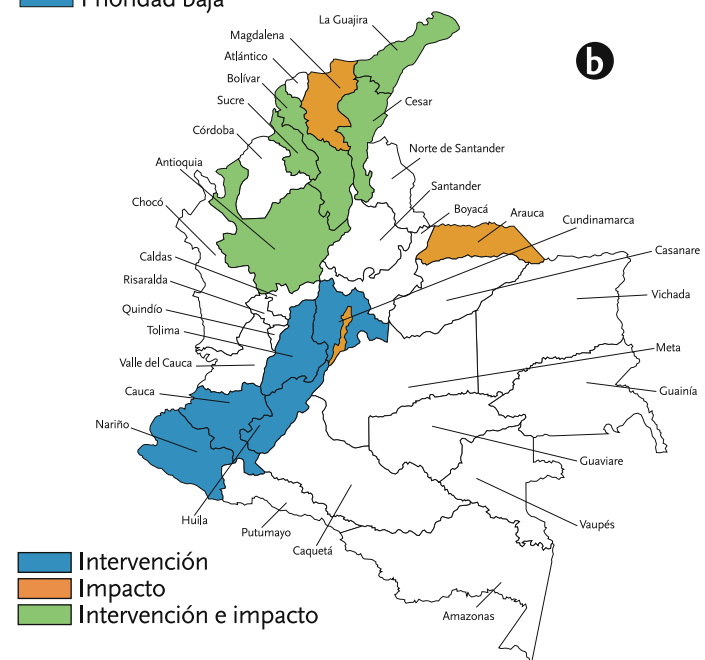 Prioridad baja
La Guajira
b
Magdalena
Atlántico
Bolívar
Sucre
Cesar
Córdoba
Norte de Santander
Antioquia
Santander
Boyacá
Arauca
Cundinamarca
Chocó
Casanare
Caldas
Risaralda
Vichada
Quindío
Tolima
Meta
Valle del Cauca
Cauca
Guainía
Nariño
Guaviare
Huila
Vaupés
Putumayo
Caquetá
Intervención
Impacto
Intervención e impacto
Amazonas